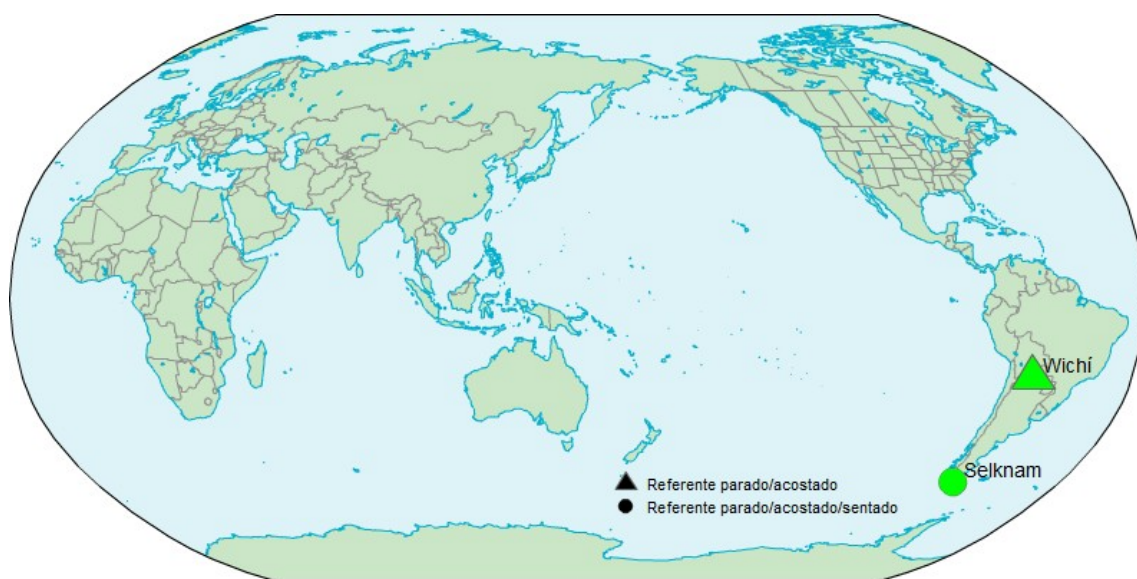 Wichí
Selknam
Referente parado/acostado
Referente parado/acostado/sentado